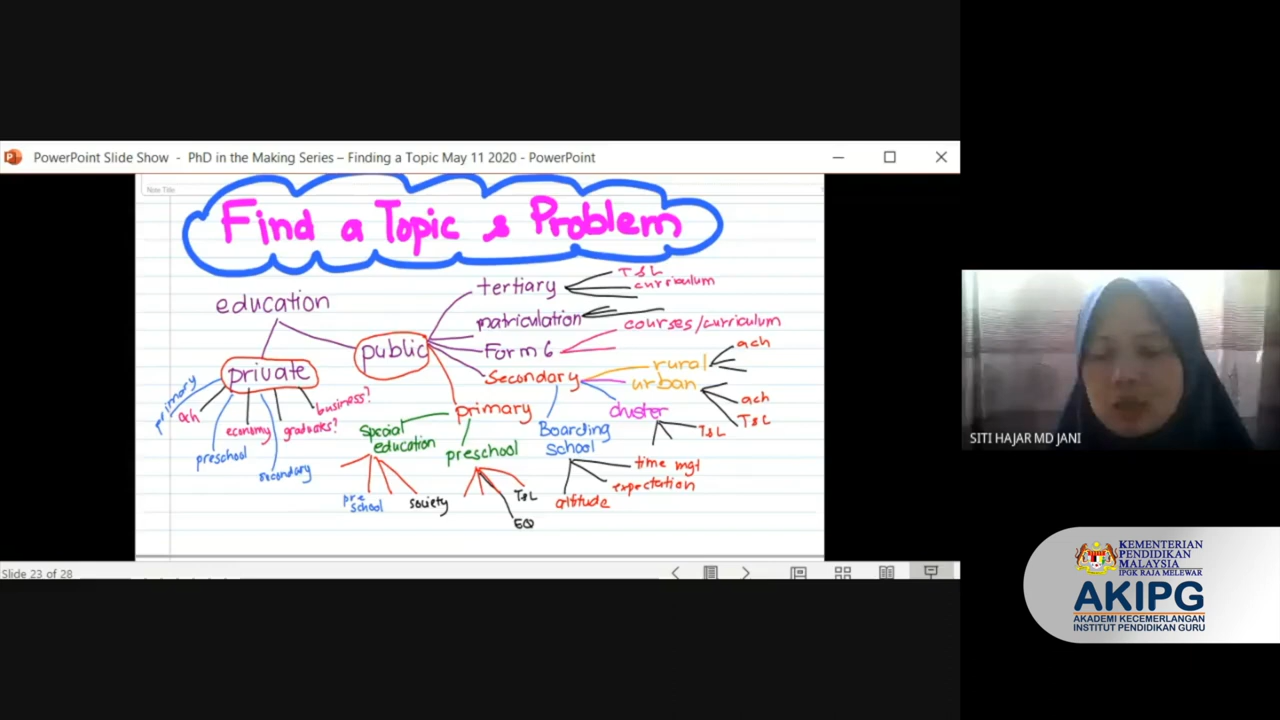 PowerPoint Slide Show - PhD in the Making Series – Finding a Topic May 11 2020 - PowerPoint
Note Title
Find a Topic & Problem
education
private
primary
ach
preschool
economy
secondary
graduates?
business?
public
tertiary
T & L
curriculum
matriculation
Form 6
courses/curriculum
Secondary
rural
ach
urban
ach
T&L
cluster
T&L
Boarding
school
time mgt
expectation
attitude
primary
Special
education
pre
school
society
preschool
T&L
EQ
Slide 23 of 28
SITI HAJAR MD JANI
KEMENTERIAN
PENDIDIKAN
MALAYSIA
IPGK RAJA MELEWAR
AKIPG
AKADEMI KECEMERLANGAN
INSTITUT PENDIDIKAN GURU